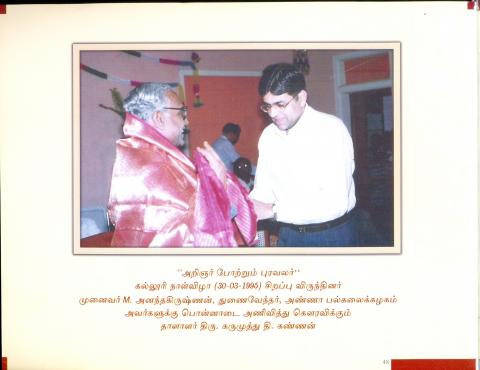 "அறிஞர் போற்றும் புரவலர்"
கல்லூரி நாள்விழா (30-03-1995) சிறப்பு விருந்தினர்
முனைவர் M. அனந்தகிருஷ்ணன், துணைவேந்தர், அண்ணா பல்கலைக்கழகம்
அவர்களுக்கு பொன்னாடை அணிவித்து கௌரவிக்கும்
தாளாளர் திரு. கருமுத்து தி. கண்ணன்